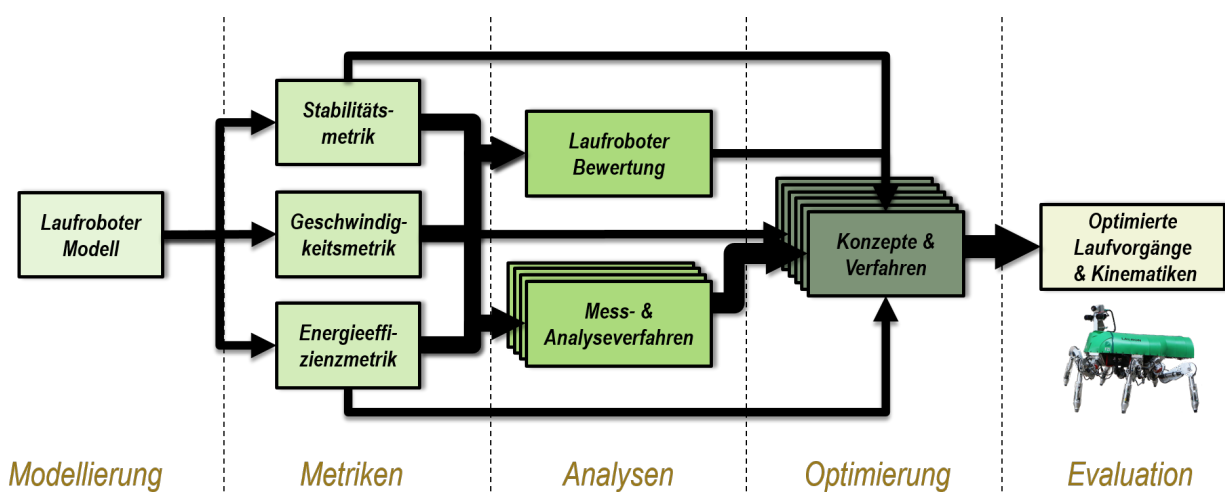 Laufroboter
Modell
Stabilitäts-
metrik
Geschwindig-
keitsmetrik
Energieeffi-
zienzmetrik
Laufroboter
Bewertung
Mess- &
Analyseverfahren
Konzepte &
Verfahren
Optimierte
Laufvorgänge
& Kinematiken
Modellierung
Metriken
Analysen
Optimierung
Evaluation